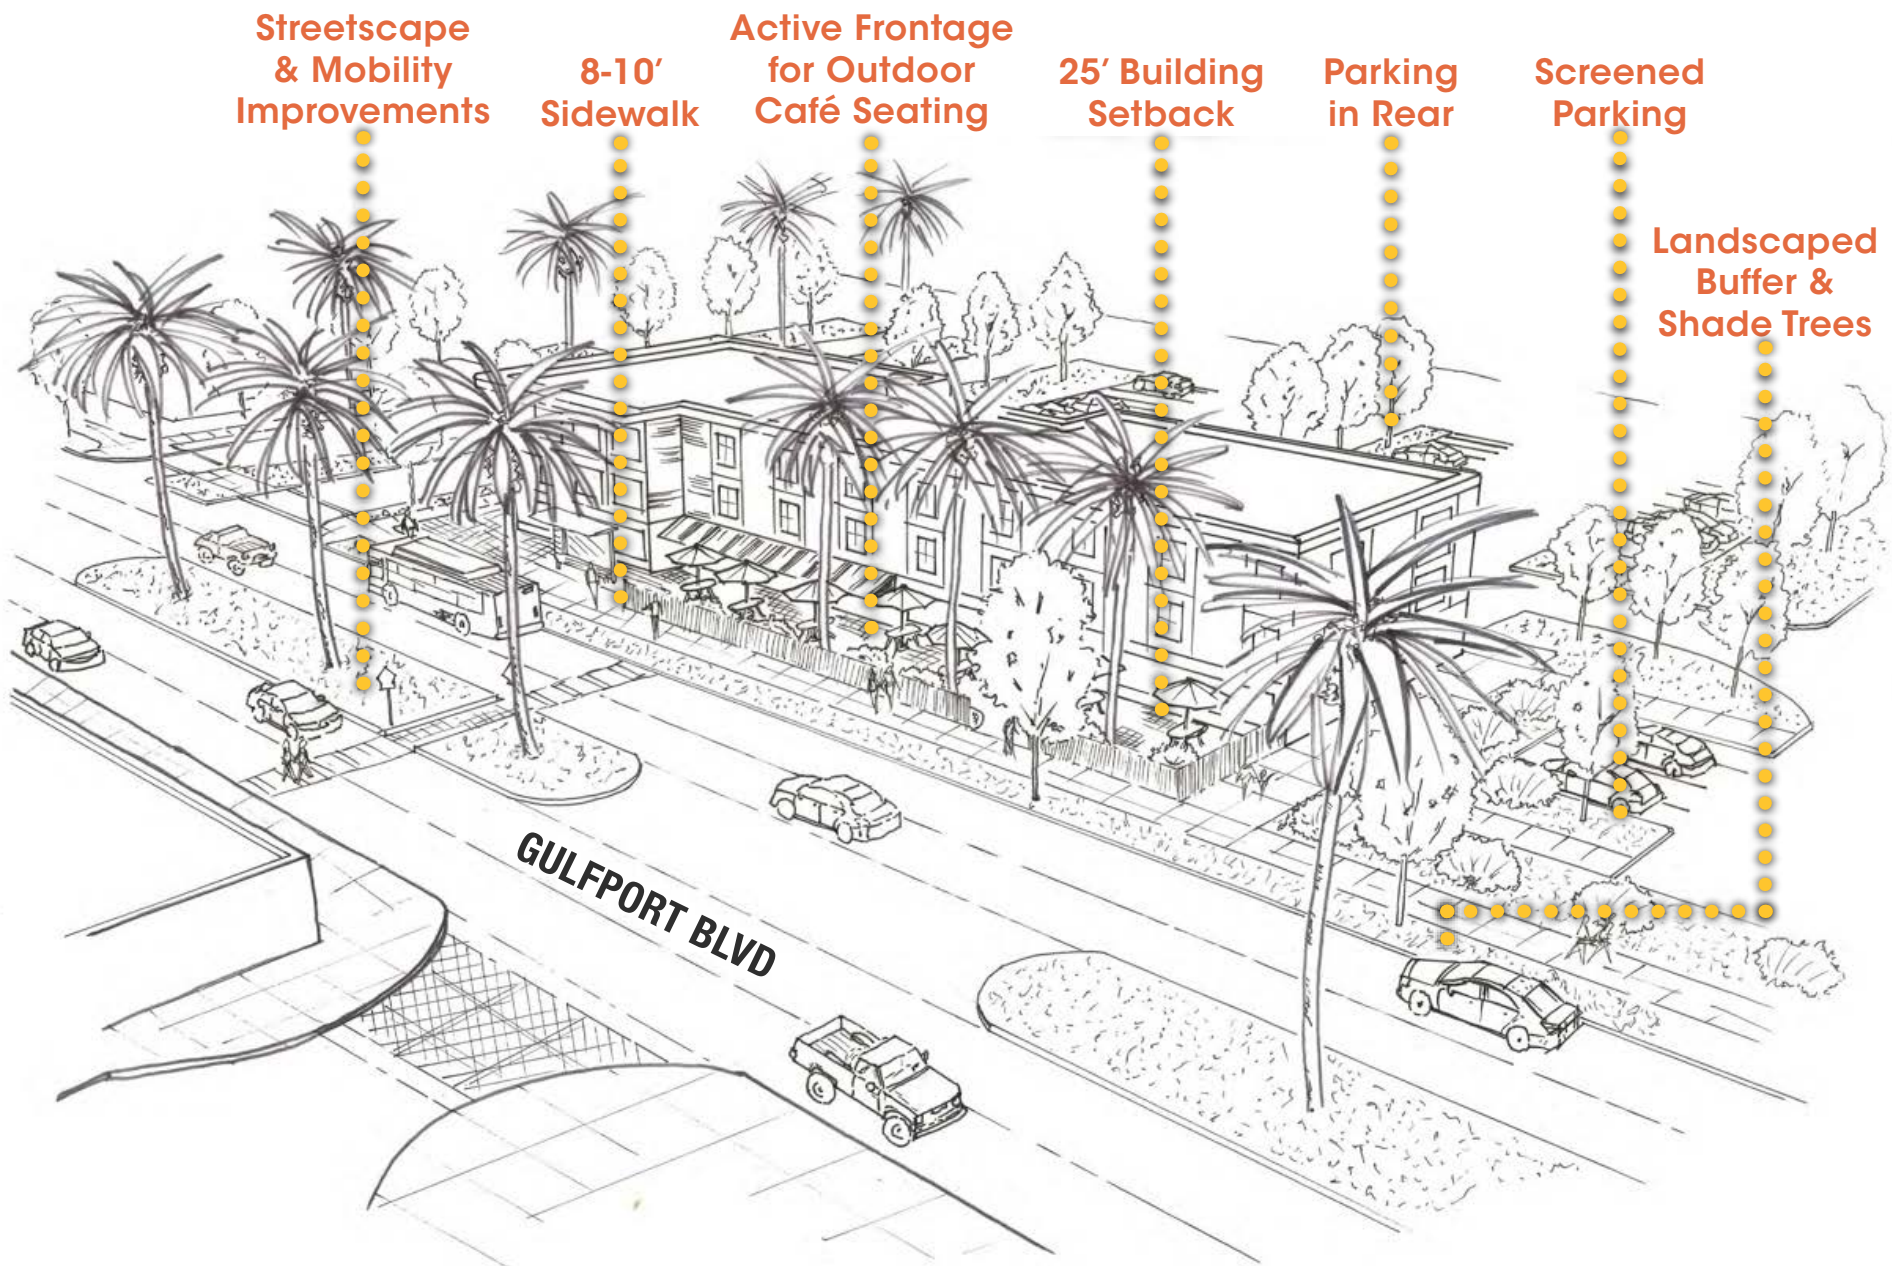 Streetscape
& Mobility
Improvements
8-10’
Sidewalk
Active Frontage
for Outdoor
Café Seating
25’ Building
Setback
Parking
in Rear
Screened
Parking
Landscaped
Buffer &
Shade Trees
GULFPORT BLVD